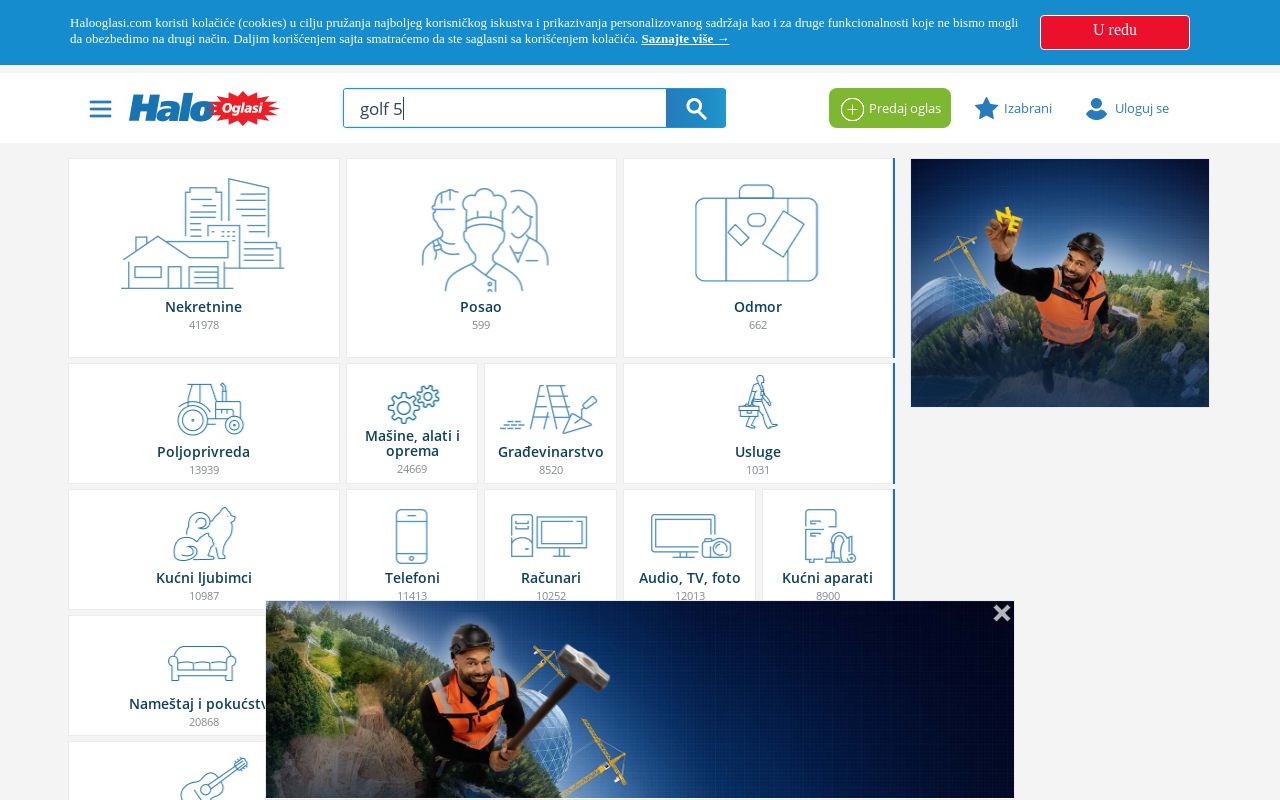 Halooglasi.com koristi kolačiće (cookies) u cilju pružanja najboljeg korisničkog iskustva i prikazivanja personalizovanog sadržaja kao i za druge funkcionalnosti koje ne bismo mogli
da obezbedimo na drugi način. Daljim korišćenjem sajta smatraćemo da ste saglasni sa korišćenjem kolačića. Saznajte više →
U redu
Halo Oglasi
golf 5
Predaj oglas
Izabrani
Uloguj se
Nekretnine
41978
Posao
599
Odmor
662
Poljoprivreda
13939
Mašine, alati i
oprema
24669
Građevinarstvo
8520
Usluge
1031
Kućni ljubimci
10987
Telefoni
11413
Računari
10252
Audio, TV, foto
12013
Kućni aparati
8900
Nameštaj i pokućstv
20868